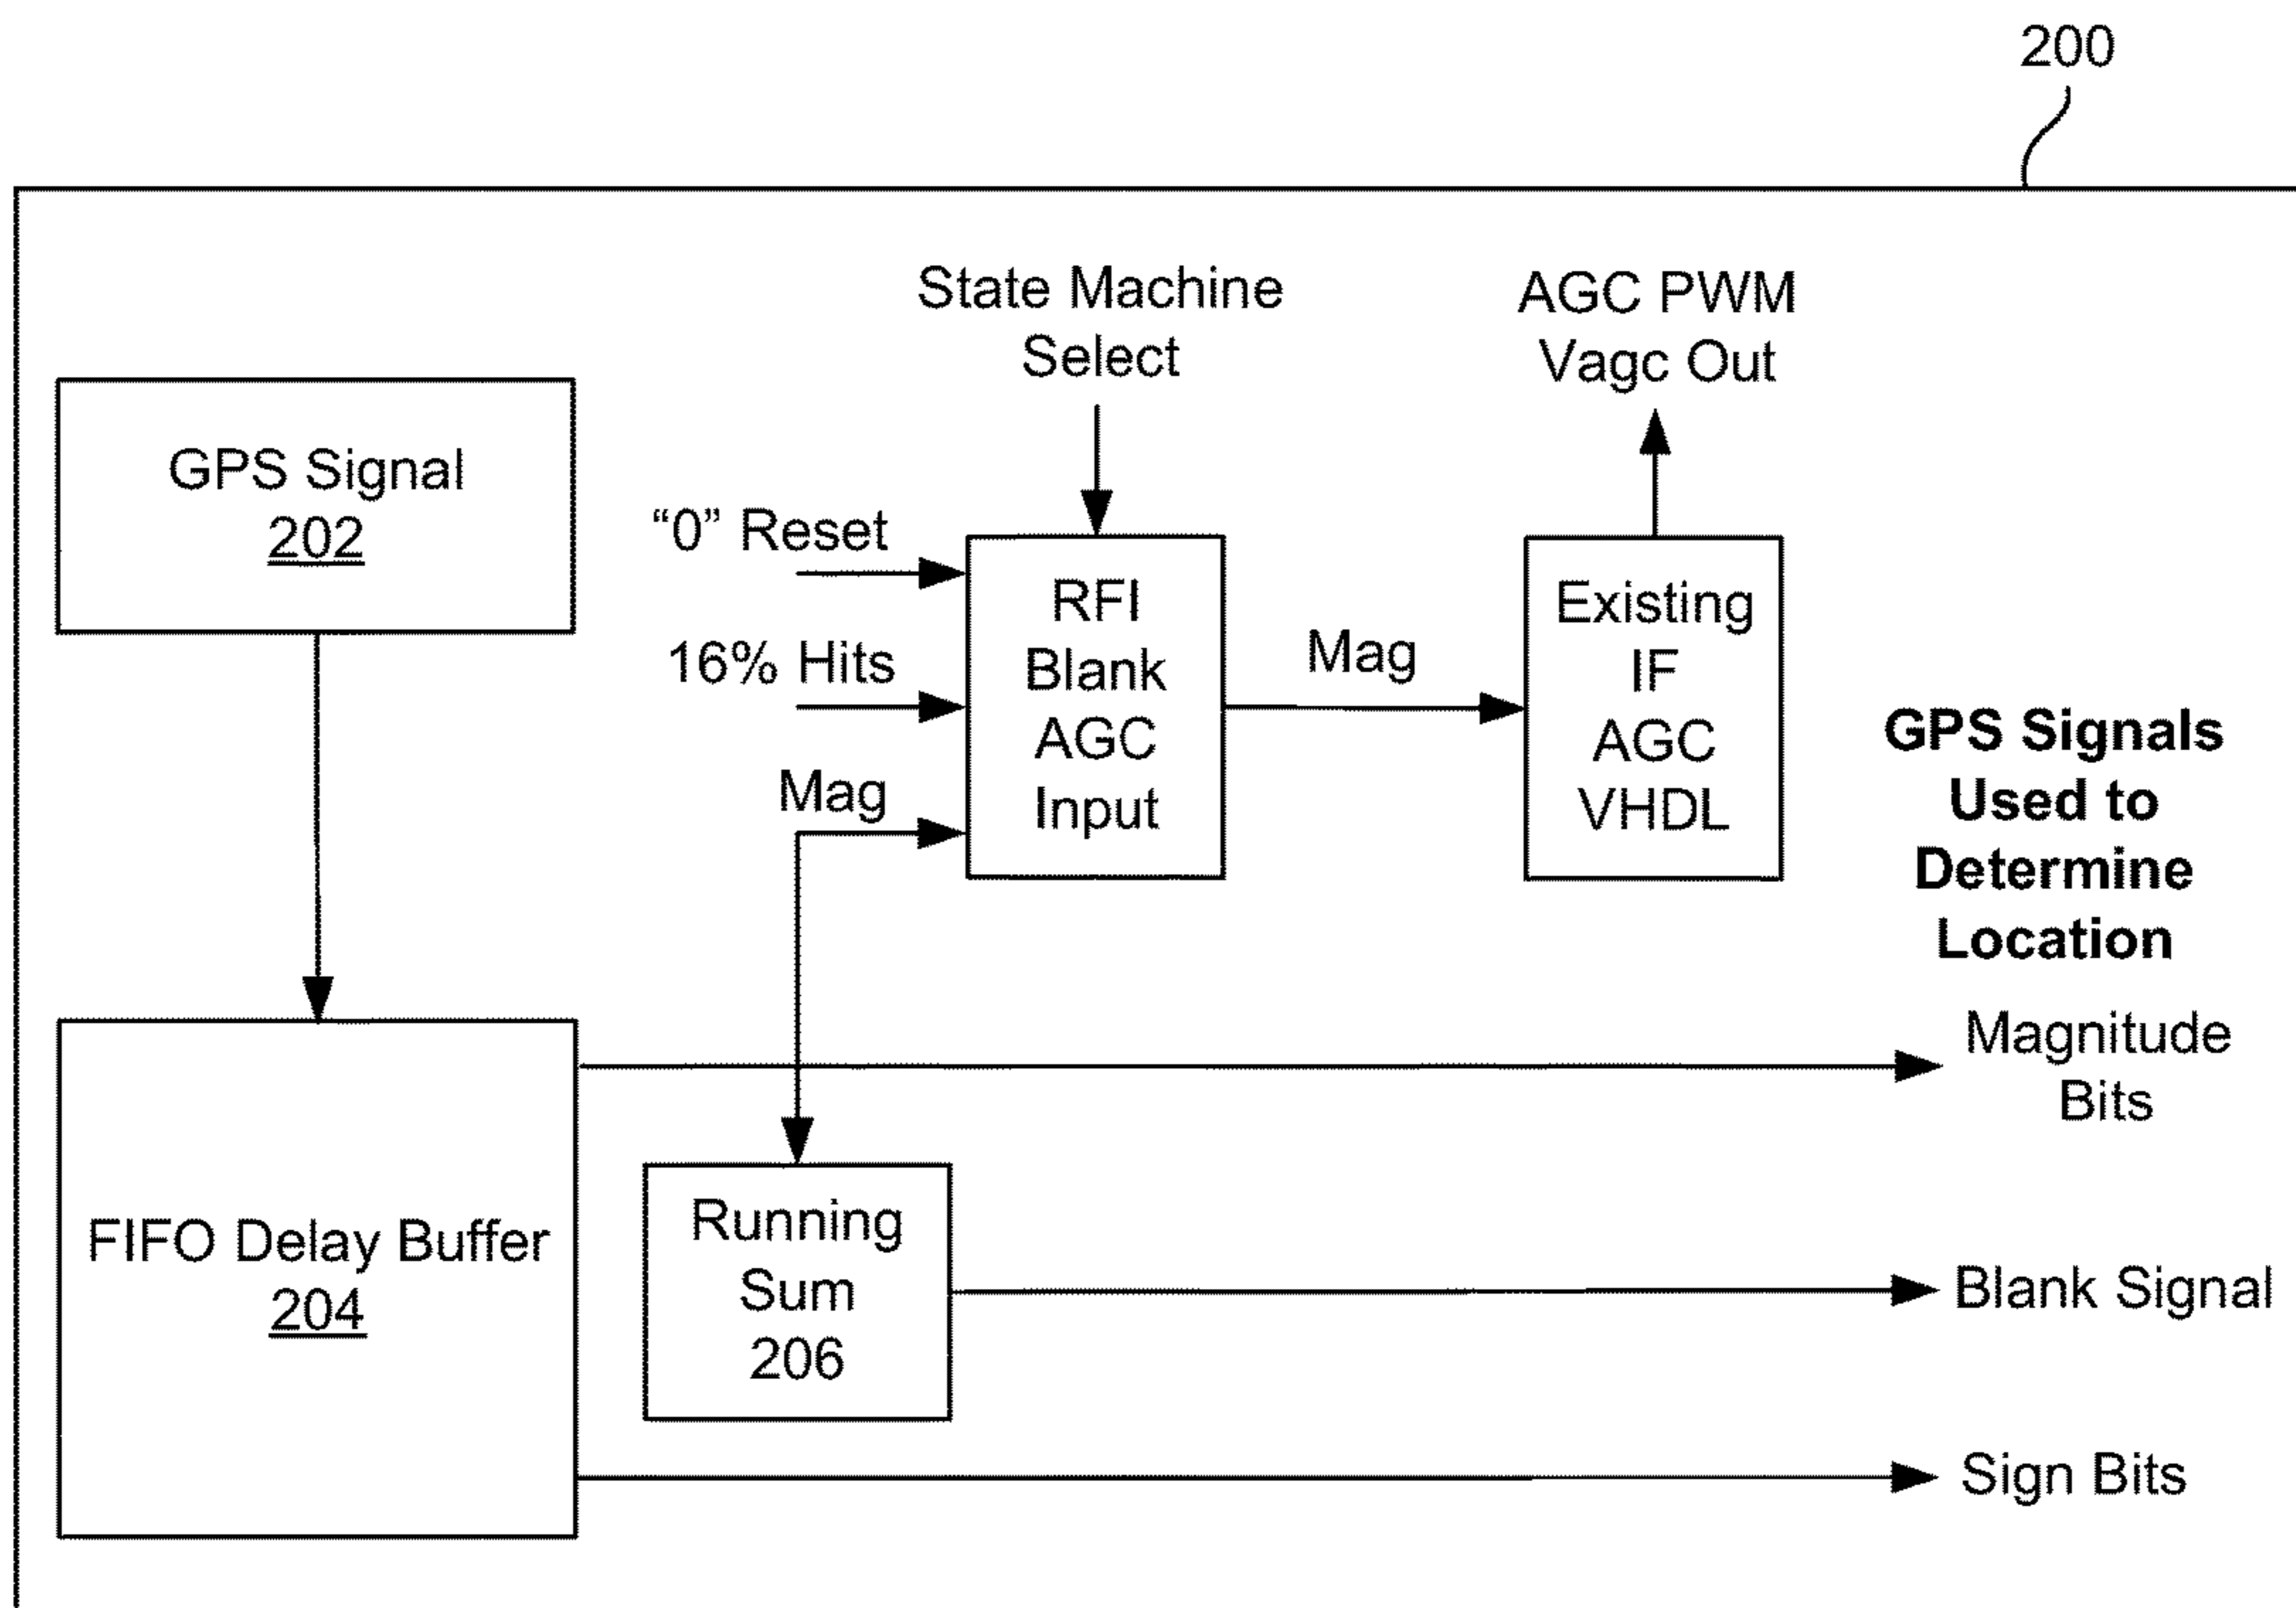 200
State Machine
Select
AGC PWM
Vagc Out
GPS Signal
202
“0” Reset
16% Hits
Mag
RFI
Blank
AGC
Input
Mag
Existing
IF
AGC
VHDL
GPS Signals
Used to
Determine
Location
Magnitude
Bits
FIFO Delay Buffer
204
Running
Sum
206
Blank Signal
Sign Bits